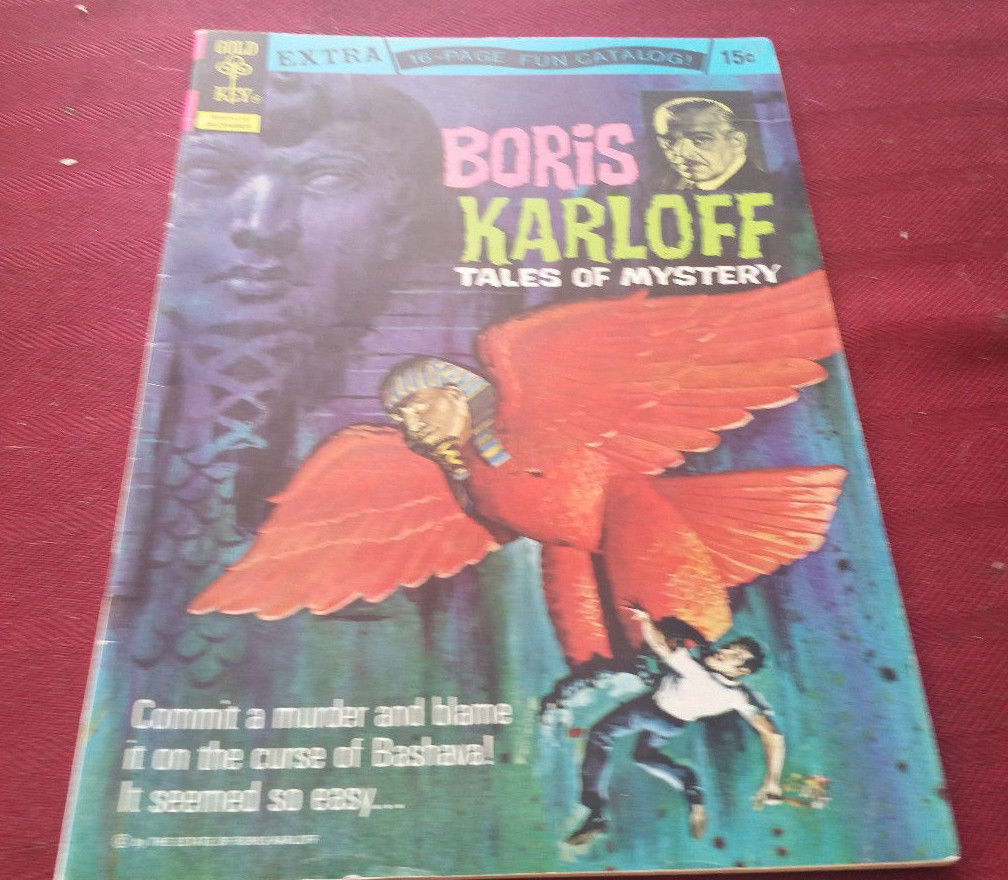 GOLD
KEY
EXTRA 16-PAGE FUN CATALOG! 15¢
BORIS
KARLOFF
TALES OF MYSTERY
Commit a murder and blame
it on the curse of Bashava!
It seemed so easy...